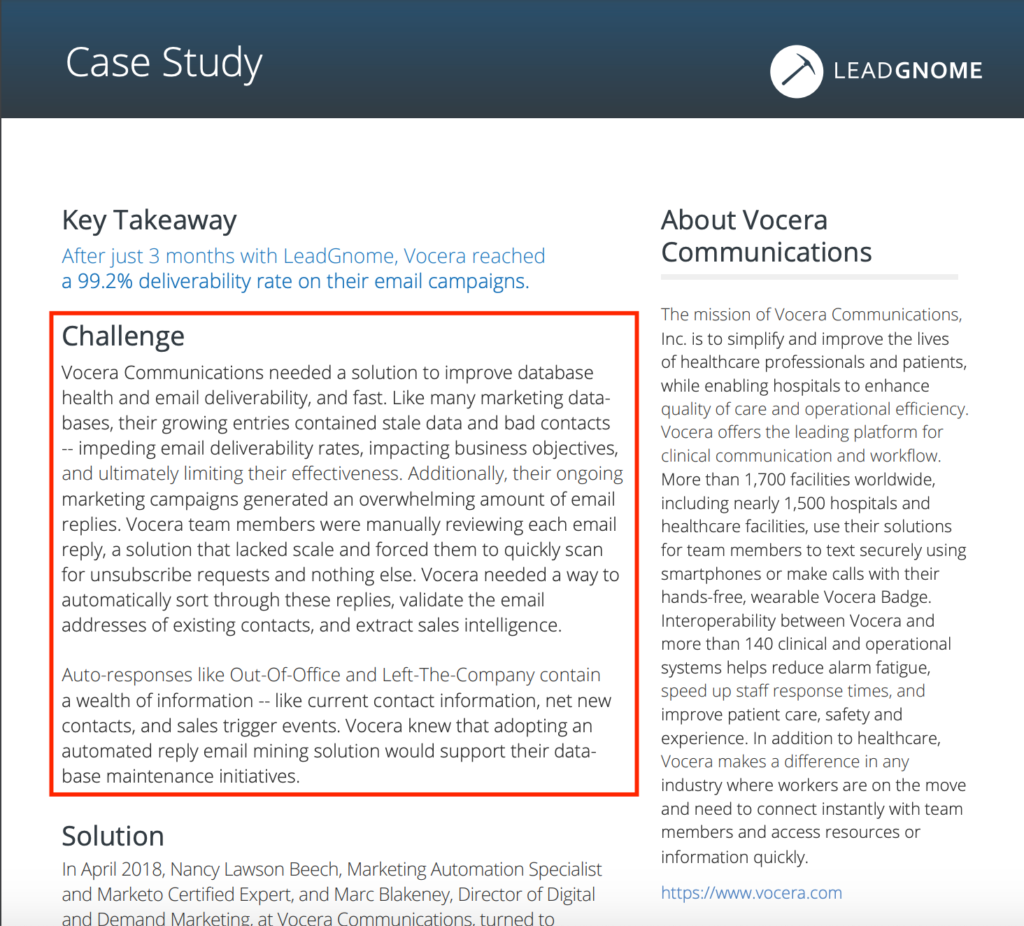 Case Study
LEADGNOME
Key Takeaway
After just 3 months with LeadGnome, Vocera reached
a 99.2% deliverability rate on their email campaigns.
Challenge
Vocera Communications needed a solution to improve database
health and email deliverability, and fast. Like many marketing data-
bases, their growing entries contained stale data and bad contacts
-- impeding email deliverability rates, impacting business objectives,
and ultimately limiting their effectiveness. Additionally, their ongoing
marketing campaigns generated an overwhelming amount of email
replies. Vocera team members were manually reviewing each email
reply, a solution that lacked scale and forced them to quickly scan
for unsubscribe requests and nothing else. Vocera needed a way to
automatically sort through these replies, validate the email
addresses of existing contacts, and extract sales intelligence.
Auto-responses like Out-Of-Office and Left-The-Company contain
a wealth of information -- like current contact information, net new
contacts, and sales trigger events. Vocera knew that adopting an
automated reply email mining solution would support their data-
base maintenance initiatives.
Solution
In April 2018, Nancy Lawson Beech, Marketing Automation Specialist
and Marketo Certified Expert, and Marc Blakeney, Director of Digital
and Demand Marketing, at Vocera Communications, turned to
About Vocera
Communications
The mission of Vocera Communications,
Inc. is to simplify and improve the lives
of healthcare professionals and patients,
while enabling hospitals to enhance
quality of care and operational efficiency.
Vocera offers the leading platform for
clinical communication and workflow.
More than 1,700 facilities worldwide,
including nearly 1,500 hospitals and
healthcare facilities, use their solutions
for team members to text securely using
smartphones or make calls with their
hands-free, wearable Vocera Badge.
Interoperability between Vocera and
more than 140 clinical and operational
systems helps reduce alarm fatigue,
speed up staff response times, and
improve patient care, safety and
experience. In addition to healthcare,
Vocera makes a difference in any
industry where workers are on the move
and need to connect instantly with team
members and access resources or
information quickly.
https://www.vocera.com